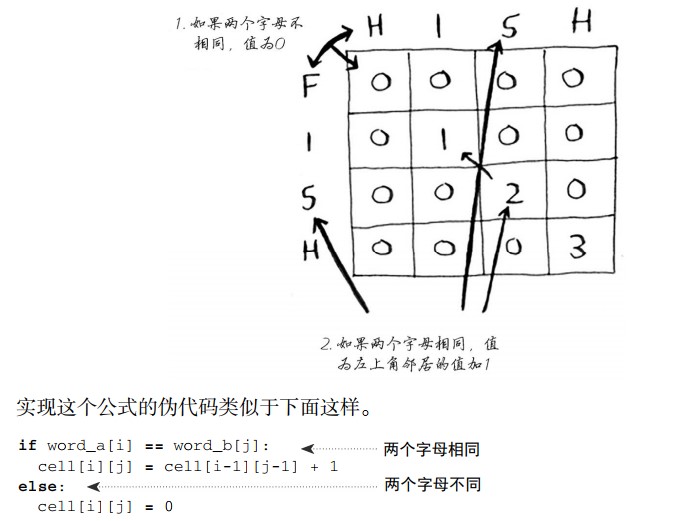 1. 如果两个字母不
相同，值为0
H I S H
F 0 0 0 0
I 0 1 0 0
S 0 0 2 0
H 0 0 0 3
2. 如果两个字母相同，值
为左上角邻居的值加1
实现这个公式的伪代码类似于下面这样。
if word_a[i] == word_b[j]: 两个字母相同
cell[i][j] = cell[i-1][j-1] + 1
else: 两个字母不同
cell[i][j] = 0